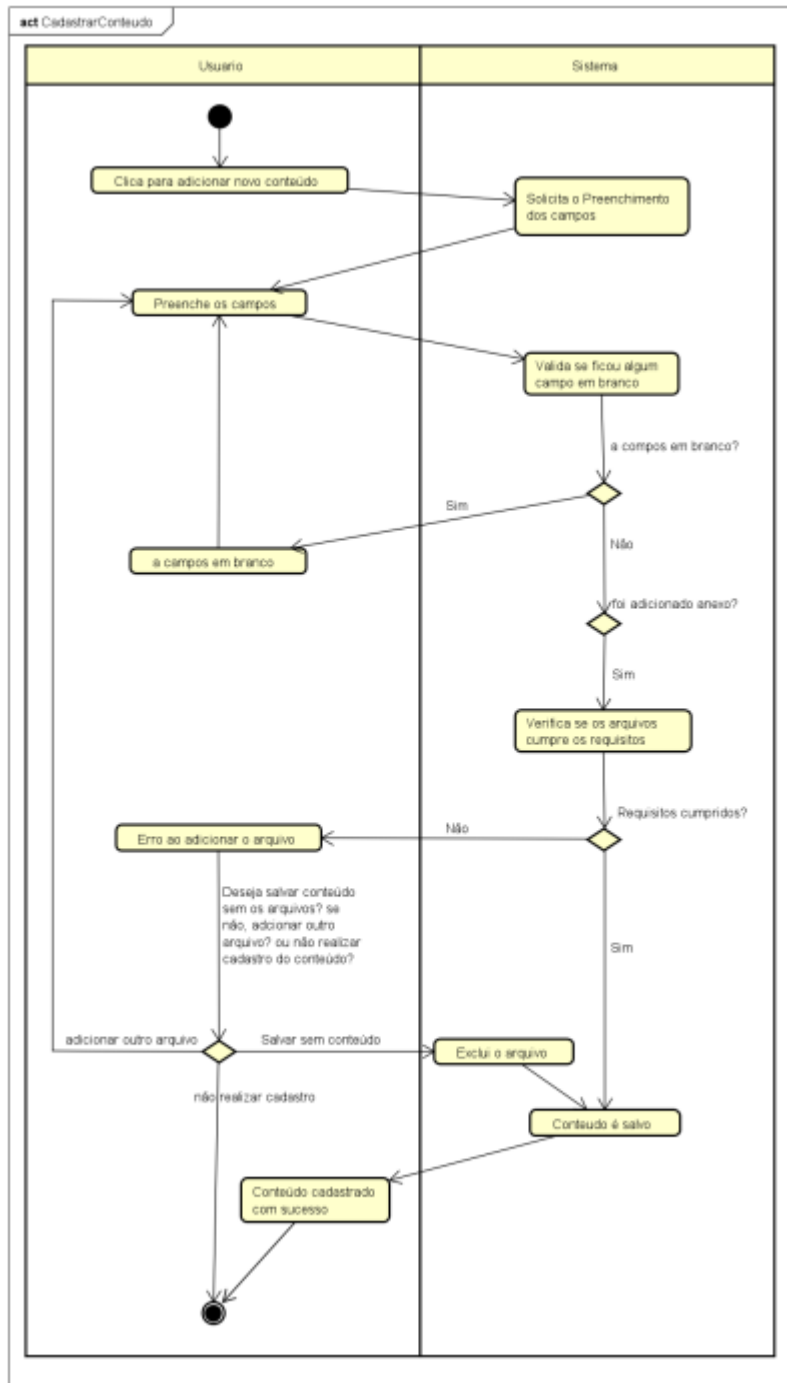 act CadastrarConteudo
Usuario
Sistema
Clica para adicionar novo conteúdo
Solicita o Preenchimento
dos campos
Preenche os campos
Valida se ficou algum
campo em branco
a campos em branco?
Sim
a campos em branco
Não
foi adicionado anexo?
Sim
Verifica se os arquivos
cumpre os requisitos
Requisitos cumpridos?
Não
Erro ao adicionar o arquivo
Deseja salvar conteúdo
sem os arquivos? se
não, adcionar outro
arquivo? ou não realizar
cadastro do conteúdo?
Sim
adicionar outro arquivo
Salvar sem conteúdo
Exclui o arquivo
não realizar cadastro
Conteudo é salvo
Conteúdo cadastrado
com sucesso